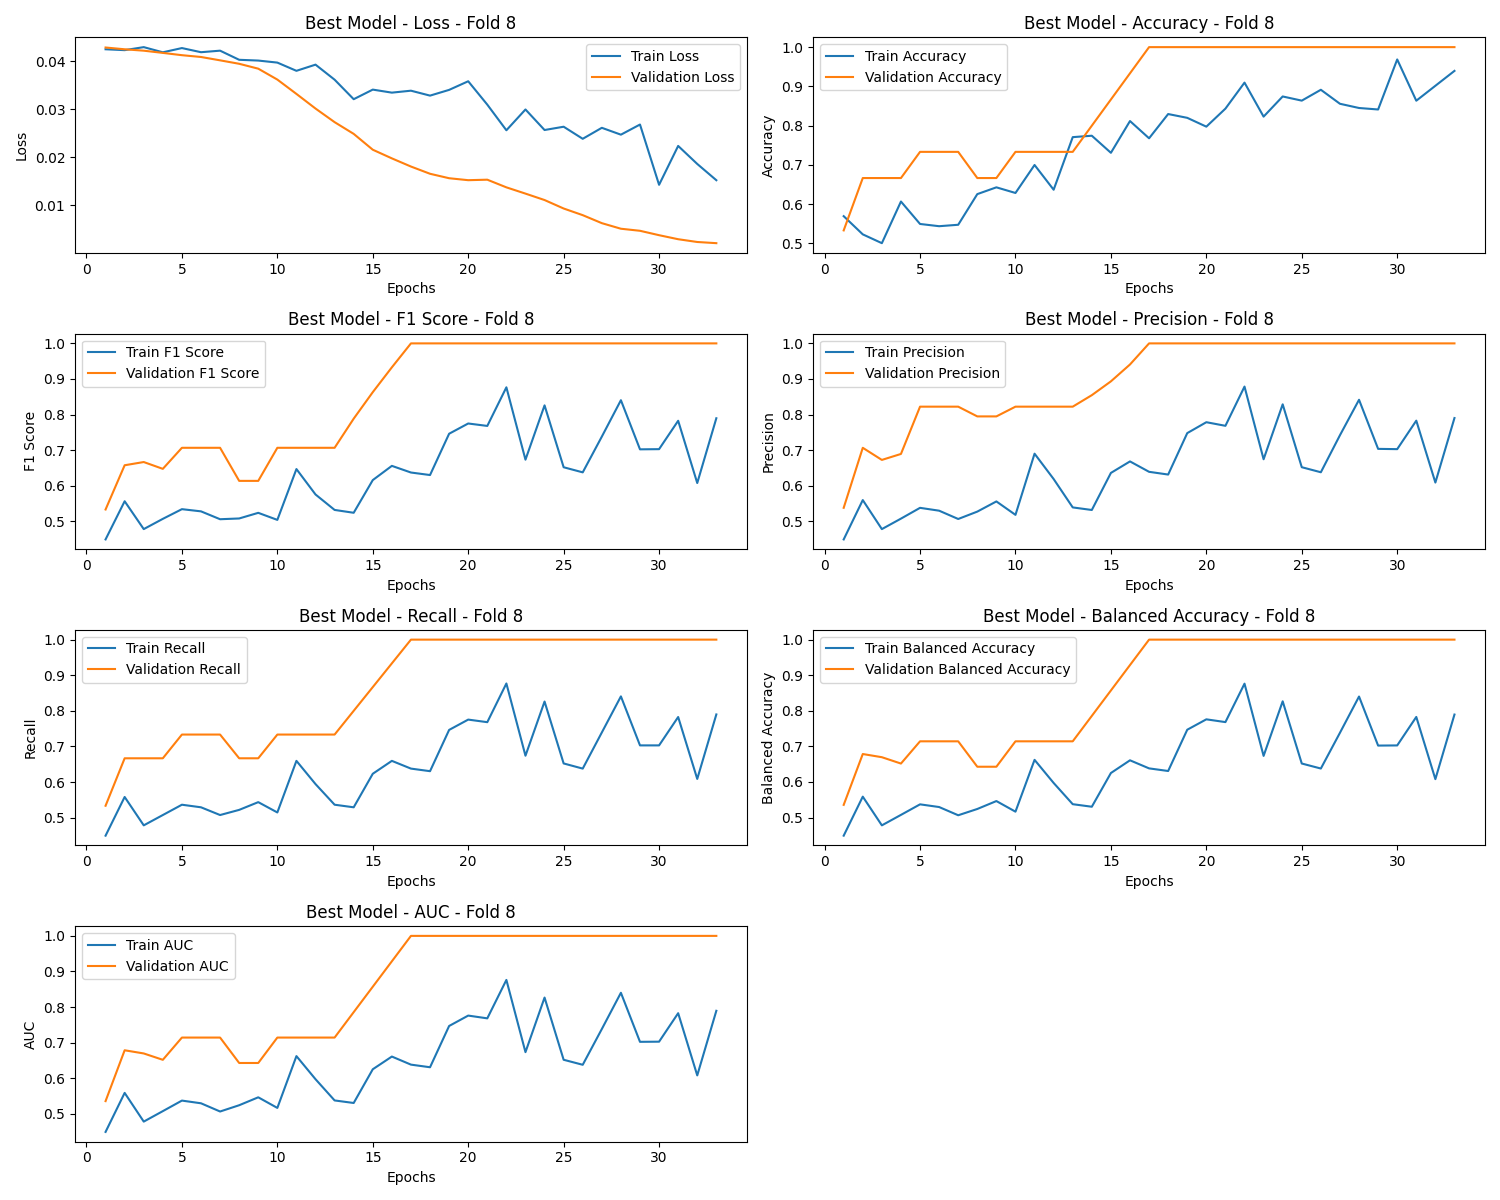 Best Model - Loss - Fold 8
Train Loss
Validation Loss
Loss
0.04
0.03
0.02
0.01
0 5 10 15 20 25 30
Epochs
Best Model - Accuracy - Fold 8
Train Accuracy
Validation Accuracy
Accuracy
1.0
0.9
0.8
0.7
0.6
0.5
0 5 10 15 20 25 30
Epochs
Best Model - F1 Score - Fold 8
Train F1 Score
Validation F1 Score
F1 Score
1.0
0.9
0.8
0.7
0.6
0.5
0 5 10 15 20 25 30
Epochs
Best Model - Precision - Fold 8
Train Precision
Validation Precision
Precision
1.0
0.9
0.8
0.7
0.6
0.5
0 5 10 15 20 25 30
Epochs
Best Model - Recall - Fold 8
Train Recall
Validation Recall
Recall
1.0
0.9
0.8
0.7
0.6
0.5
0 5 10 15 20 25 30
Epochs
Best Model - Balanced Accuracy - Fold 8
Train Balanced Accuracy
Validation Balanced Accuracy
Balanced Accuracy
1.0
0.9
0.8
0.7
0.6
0.5
0 5 10 15 20 25 30
Epochs
Best Model - AUC - Fold 8
Train AUC
Validation AUC
AUC
1.0
0.9
0.8
0.7
0.6
0.5
0 5 10 15 20 25 30
Epochs